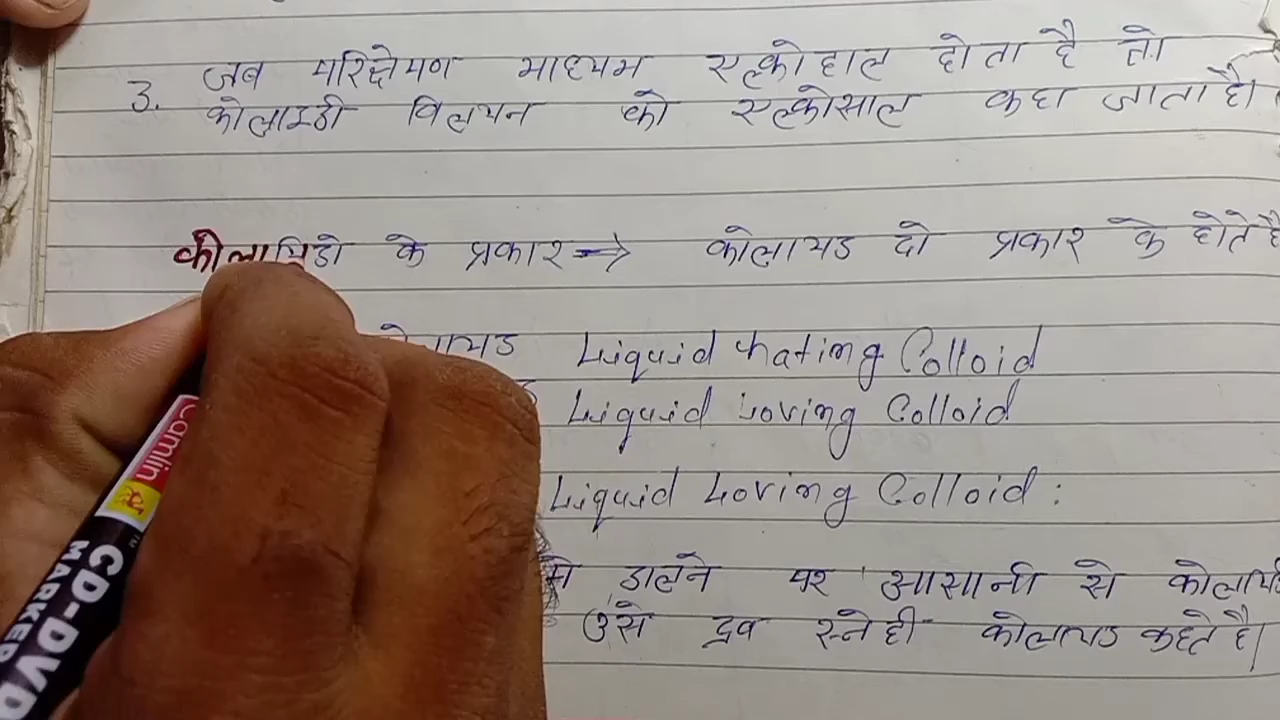 3. जब परिक्षेपण माध्यम एल्कोहाल होता है तो
कोलाइडी विलयन को एल्कोसाल कहा जाता है।
कोलायिडो के प्रकार → कोलायड दो प्रकार के होते है
Liquid hating Colloid
Liquid Loving Colloid
Liquid Loving Colloid :
मे डालने पर आसानी से
उसे द्रव स्नेही कोलायड कहते है।
Camlin
CD-DVD
MARKER